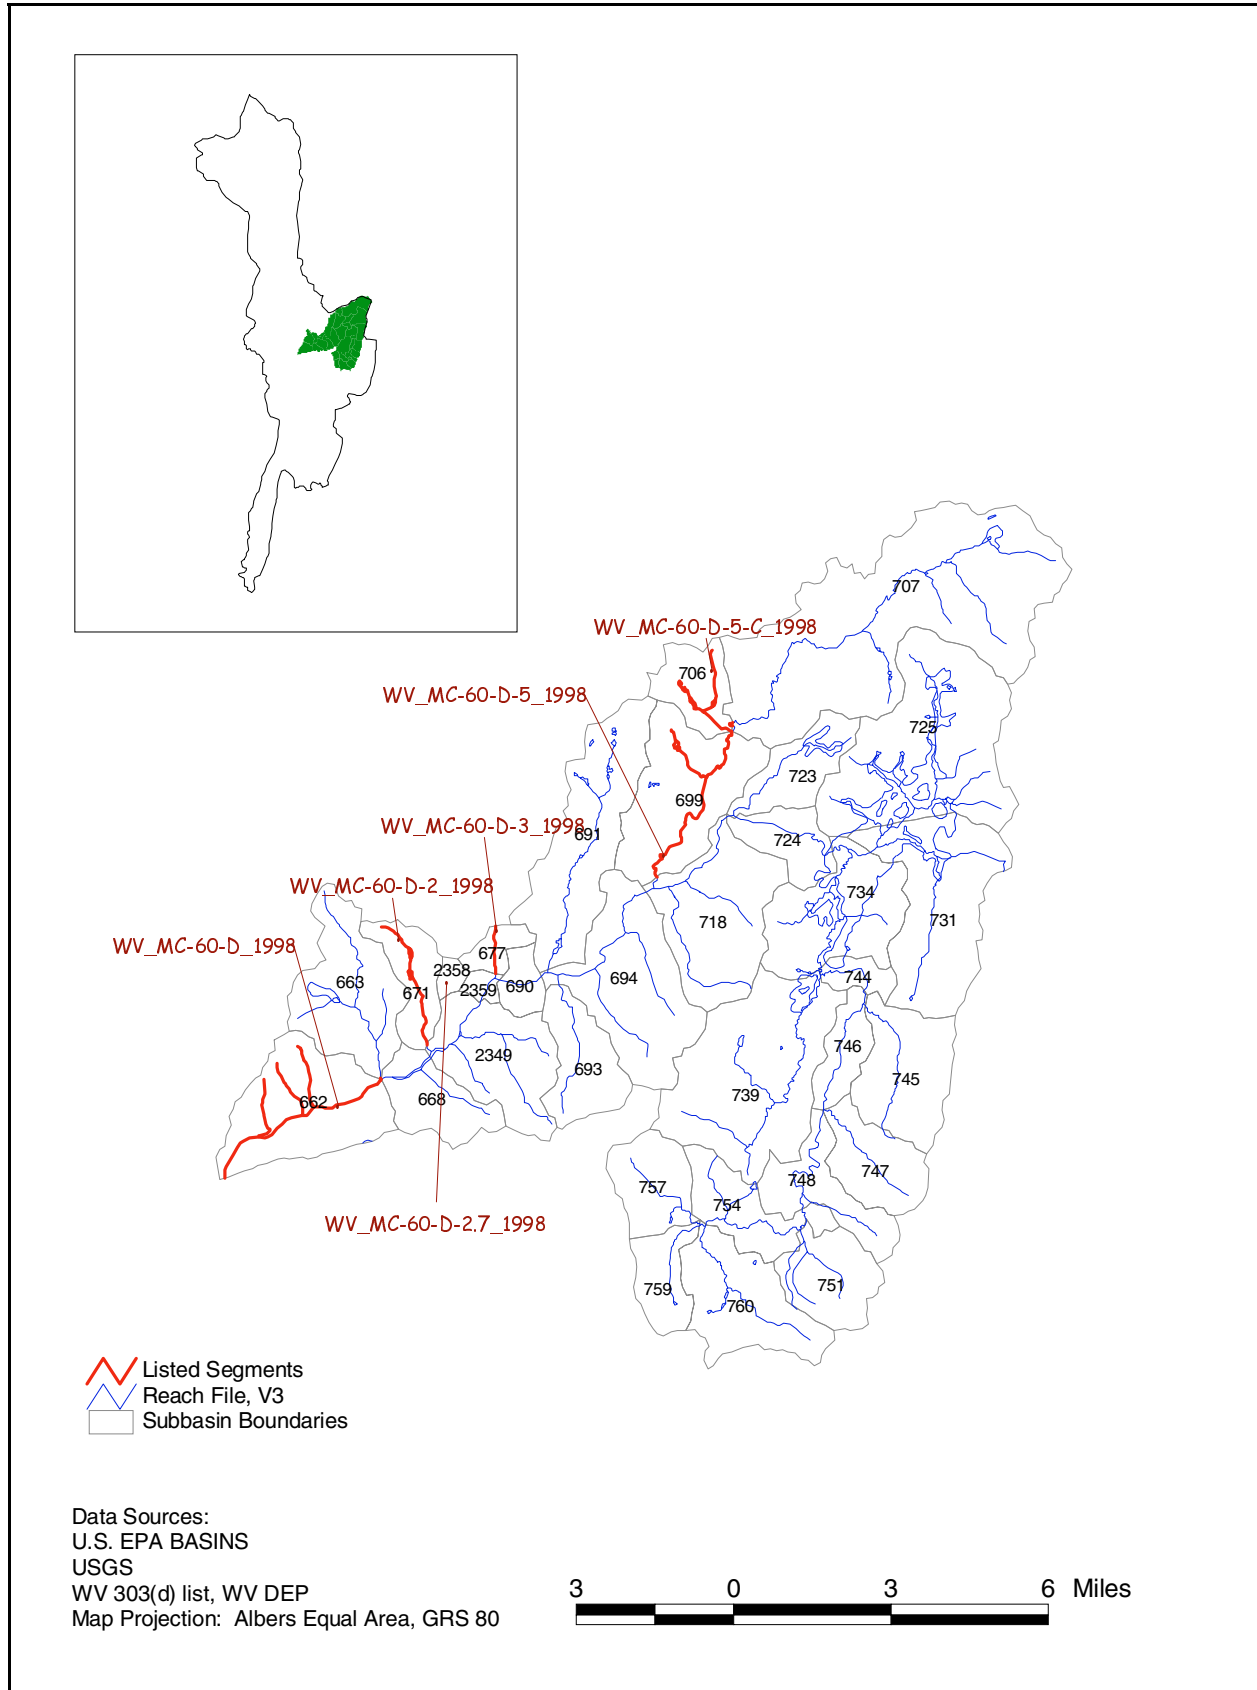 707
WV_MC-60-D-5-C_1998
706
WV_MC-60-D-5_1998
725
723
699
WV_MC-60-D-3_1998
691
724
WV_MC-60-D-2_1998
734
718
731
WV_MC-60-D_1998
677
2358
663
671
2359
690
694
744
746
2349
693
745
739
662
668
747
757
748
754
WV_MC-60-D-2.7_1998
759
751
760
Listed Segments
Reach File, V3
Subbasin Boundaries
Data Sources:
U.S. EPA BASINS
USGS
WV 303(d) list, WV DEP
Map Projection: Albers Equal Area, GRS 80
3 0 3 6 Miles